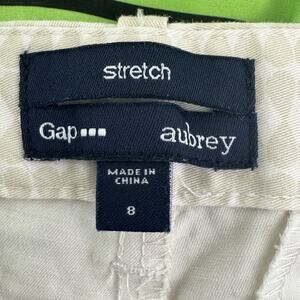 stretch
Gap aubrey
MADE IN
CHINA
8